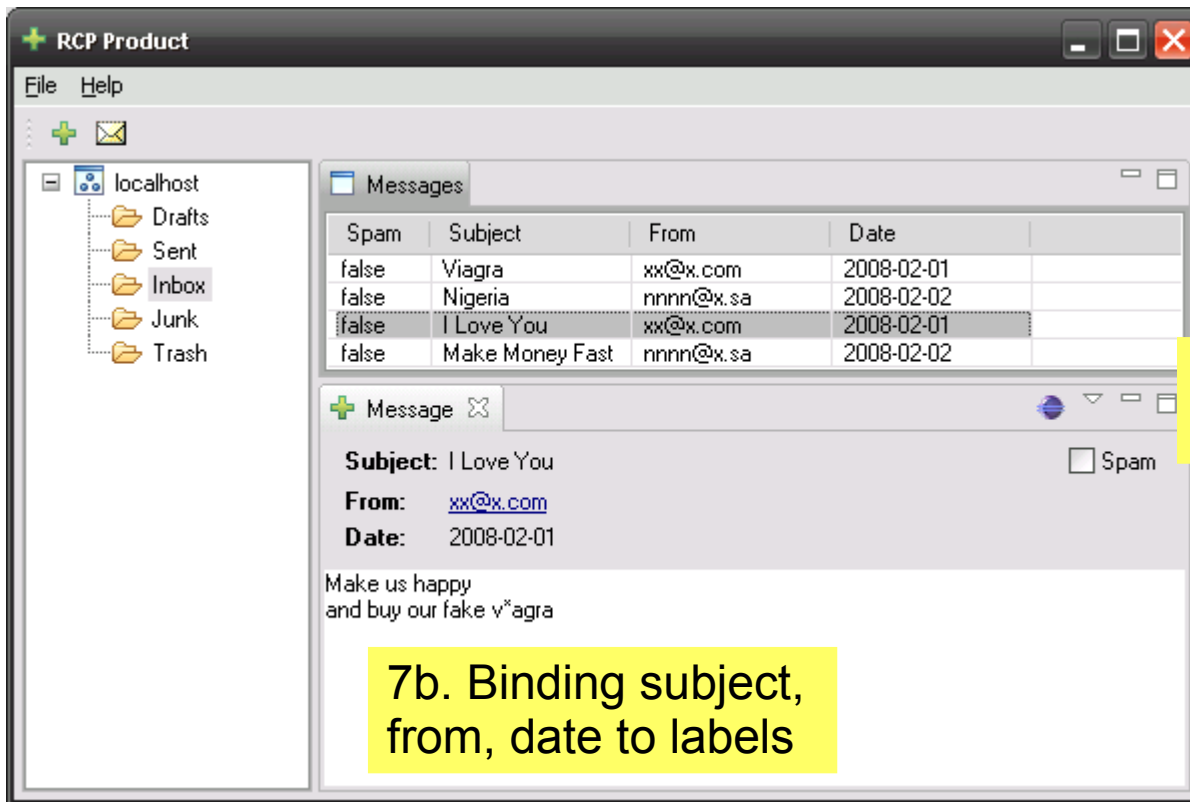 RCP Product
File Help
localhost
Drafts
Sent
Inbox
Junk
Trash
Messages
Spam Subject From Date
false Viagra xx@x.com 2008-02-01
false Nigeria nnnn@x.sa 2008-02-02
false I Love You xx@x.com 2008-02-01
false Make Money Fast nnnn@x.sa 2008-02-02
Message
Subject: I Love You Spam
From: xx@x.com
Date: 2008-02-01
Make us happy
and buy our fake v*agra
7b. Binding subject,
from, date to labels